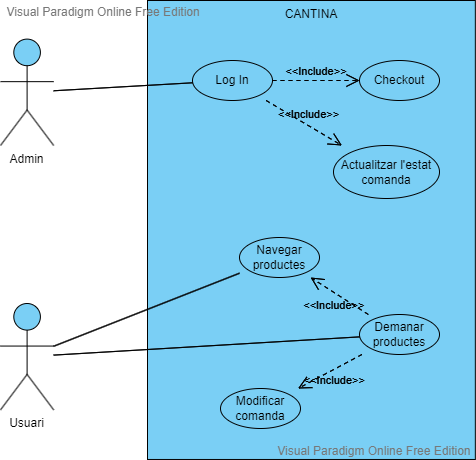 Visual Paradigm Online Free Edition
CANTINA
Log In
<<Include>>
Checkout
<<Include>>
Admin
Actualitzar l'estat
comanda
Navegar
productes
<<Include>>
Demanar
productes
<<Include>>
Modificar
comanda
Usuari
Visual Paradigm Online Free Edition